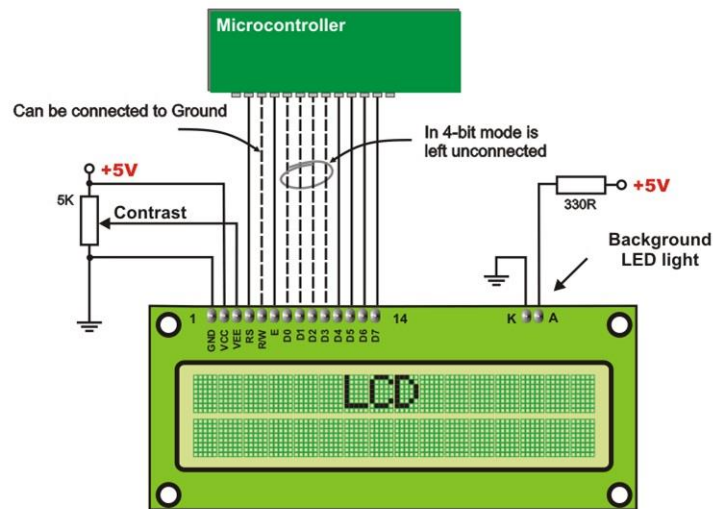 Microcontroller
Can be connected to Ground
In 4-bit mode is
left unconnected
+5V
5K
Contrast
330R
+5V
Background
LED light
1
14
K
A
GND
VCC
VEE
RS
R/W
E
D0
D1
D2
D3
D4
D5
D6
D7
LCD